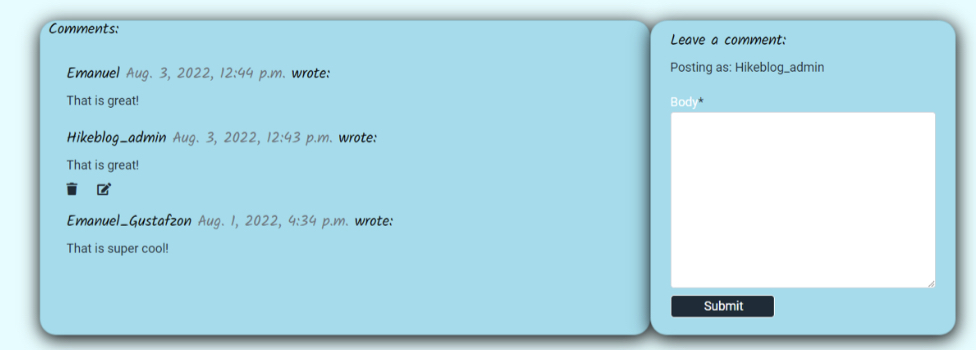 Comments:
Emanuel Aug. 3, 2022, 12:44 p.m. wrote:
That is great!
Hikeblog_admin Aug. 3, 2022, 12:43 p.m. wrote:
That is great!
Emanuel_Gustafzon Aug. 1, 2022, 4:34 p.m. wrote:
That is super cool!
Leave a comment:
Posting as: Hikeblog_admin
Body*
Submit